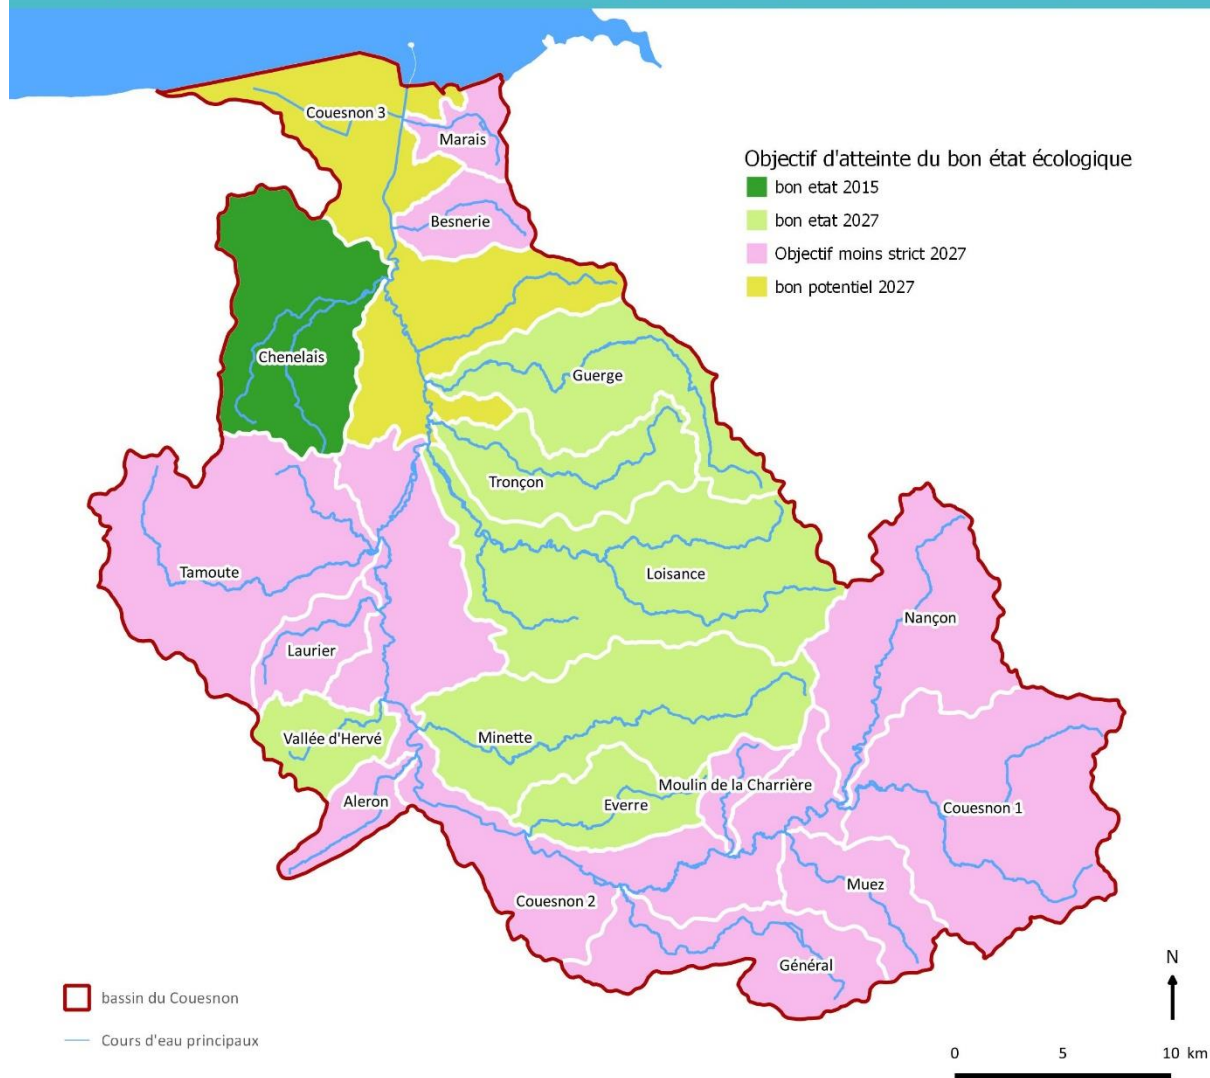 Couesnon 3
Marais
Besnerie
Objectif d'atteinte du bon état écologique
bon etat 2015
bon etat 2027
Objectif moins strict 2027
bon potentiel 2027
Chenelais
Guerge
Tronçon
Tamoute
Loisance
Nançon
Laurier
Vallée d'Hervé
Minette
Moulin de la Charrière
Aleron
Everre
Couesnon 1
Muez
Couesnon 2
Général
N
bassin du Couesnon
Cours d'eau principaux
0 5 10 km